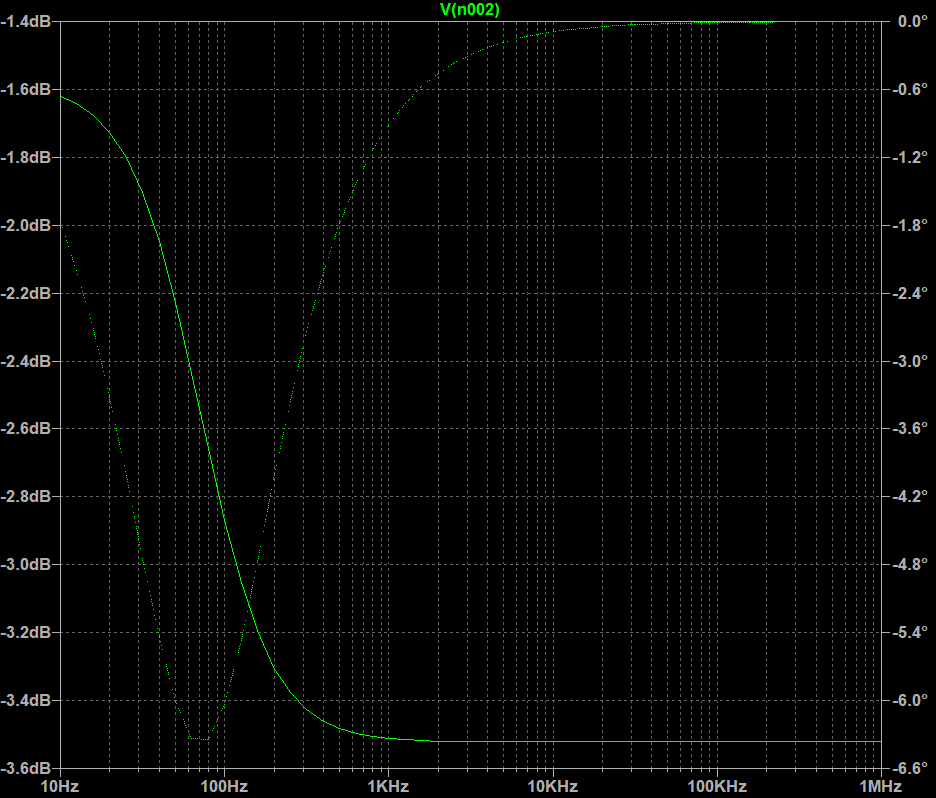 V(n002)
-1.4dB 0.0°
-1.6dB -0.6°
-1.8dB -1.2°
-2.0dB -1.8°
-2.2dB -2.4°
-2.4dB -3.0°
-2.6dB -3.6°
-2.8dB -4.2°
-3.0dB -4.8°
-3.2dB -5.4°
-3.4dB -6.0°
-3.6dB -6.6°
10Hz 100Hz 1KHz 10KHz 100KHz 1MHz